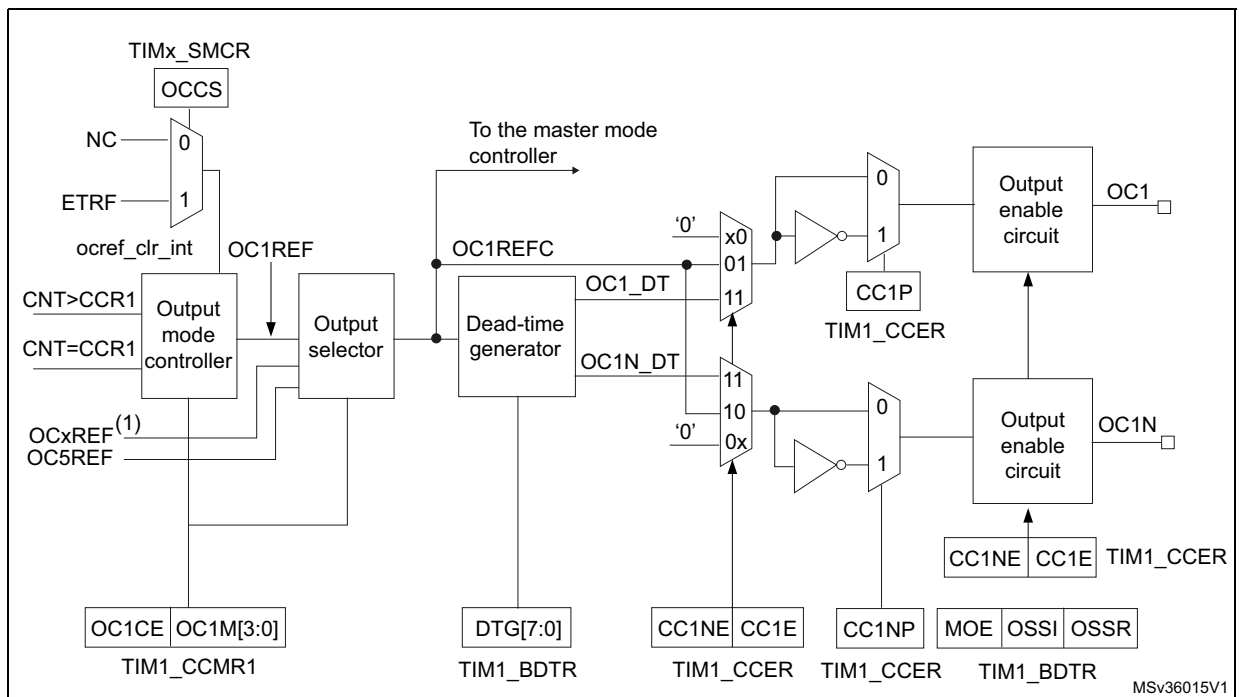 TIMx_SMCR
OCCS
NC
0
ETRF
1
ocref_clr_int
OC1REF
CNT>CCR1
CNT=CCR1
Output
mode
controller
Output
selector
OCxREF(1)
OC5REF
To the master mode
controller
OC1REFC
Dead-time
generator
OC1_DT
OC1N_DT
'0'
x0
01
11
11
10
'0'
0x
0
1
CC1P
TIM1_CCER
0
1
Output
enable
circuit
OC1
Output
enable
circuit
OC1N
CC1NE CC1E
TIM1_CCER
OC1CE OC1M[3:0]
TIM1_CCMR1
DTG[7:0]
TIM1_BDTR
CC1NE CC1E
TIM1_CCER
CC1NP
TIM1_CCER
MOE OSSI OSSR
TIM1_BDTR
MSv36015V1